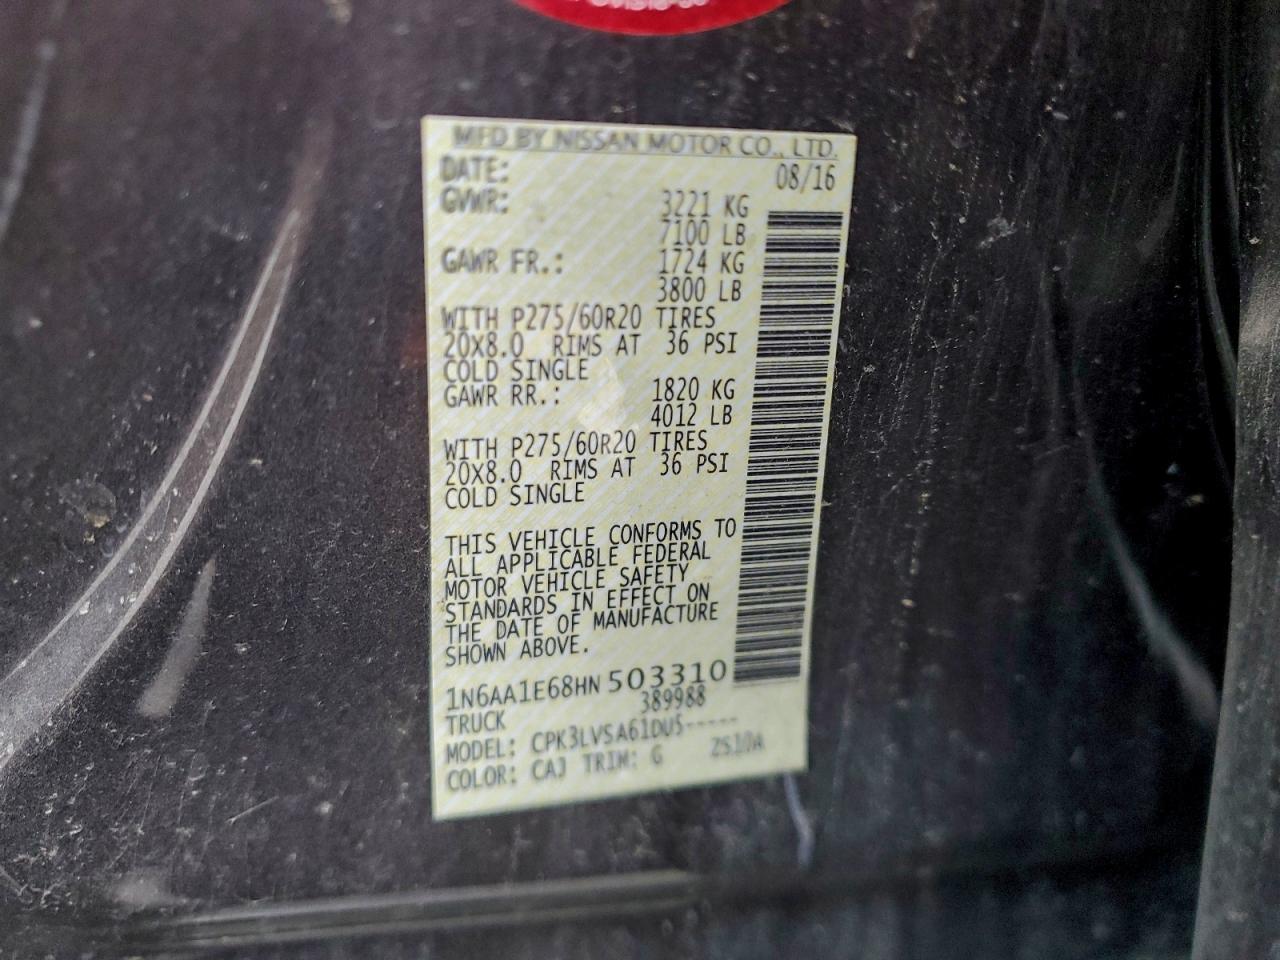 MFD BY NISSAN MOTOR CO., LTD.
DATE: 08/16
GVWR: 3221 KG
7100 LB
GAWR FR.: 1724 KG
3800 LB
WITH P275/60R20 TIRES
20X8.0 RIMS AT 36 PSI
COLD SINGLE
GAWR RR.: 1820 KG
4012 LB
WITH P275/60R20 TIRES
20X8.0 RIMS AT 36 PSI
COLD SINGLE
THIS VEHICLE CONFORMS TO
ALL APPLICABLE FEDERAL
MOTOR VEHICLE SAFETY
STANDARDS IN EFFECT ON
THE DATE OF MANUFACTURE
SHOWN ABOVE.
1N6AA1E68HN503310
389988
TRUCK
MODEL: CPK3LVSA61DUS-----
COLOR: CAJ TRIM: G ZS10A